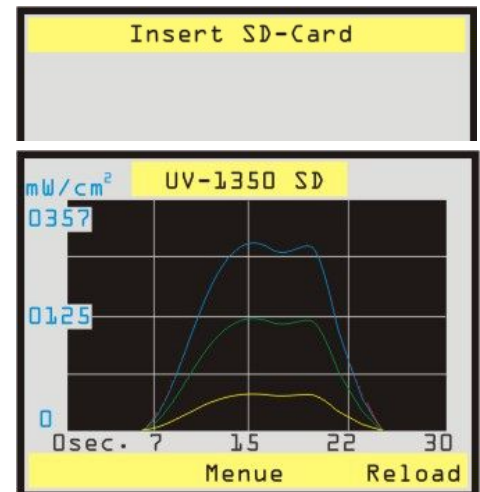 Insert SD-Card
mW/cm² UV-1350 SD
0357
0125
0
0sec. 7 15 22 30
Menue Reload